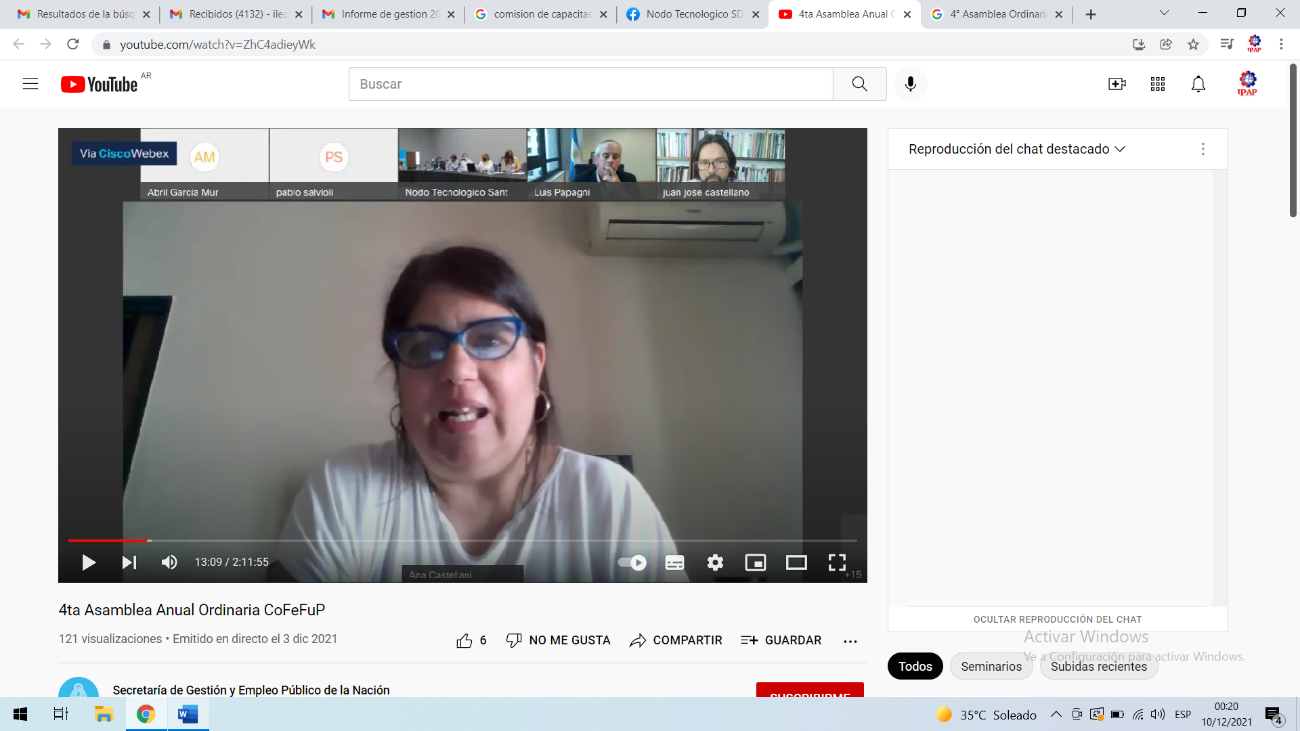 Resultados de la búsq
Recibidos (4132) - iled
Informe de gestion 20
comision de capacitac
Nodo Tecnologico SD
4ta Asamblea Anual C
4° Asamblea Ordinari
youtube.com/watch?v=ZhC4adieyWk
YouTube AR
Buscar
IPAP
Via CiscoWebex
AM
PS
Abril García Mur
pablo salvioli
Nodo Tecnologico Sant
Luis Papagni
juan jose castellano
Reproducción del chat destacado
13:09 / 2:11:55
Ana Castellani
+15
4ta Asamblea Anual Ordinaria CoFeFuP
121 visualizaciones • Emitido en directo el 3 dic 2021
6
NO ME GUSTA
COMPARTIR
GUARDAR
OCULTAR REPRODUCCIÓN DEL CHAT
Activar Windows
Ve a Configuración para activar Windows.
Todos
Seminarios
Subidas recientes
Secretaría de Gestión y Empleo Público de la Nación
SUSCRIBIRME
35°C Soleado
ESP
00:20
10/12/2021
4